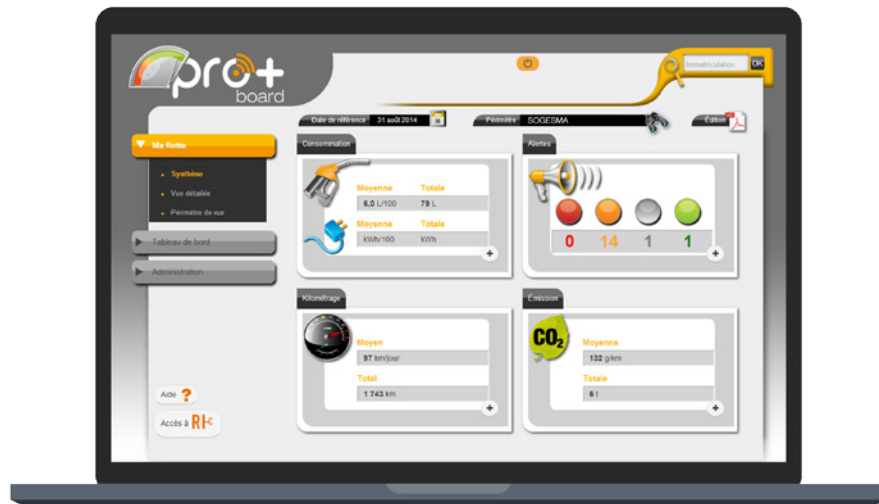 pro+
board
Immatriculation OK
Date de référence 31 août 2014
Périmètre SOGESMA
Édition
Ma flotte
Synthèse
Vue détaillée
Périmètre de vue
Tableau de bord
Administration
Aide ?
Accès à
Consommation
Moyenne Totale
6,0 L/100 79 L
Moyenne Totale
kWh/100 kWh
Alertes
0 14 1 1
Kilométrage
Moyen
97 km/jour
Total
1 743 km
Émission
CO2
Moyenne
132 g/km
Totale
6 t